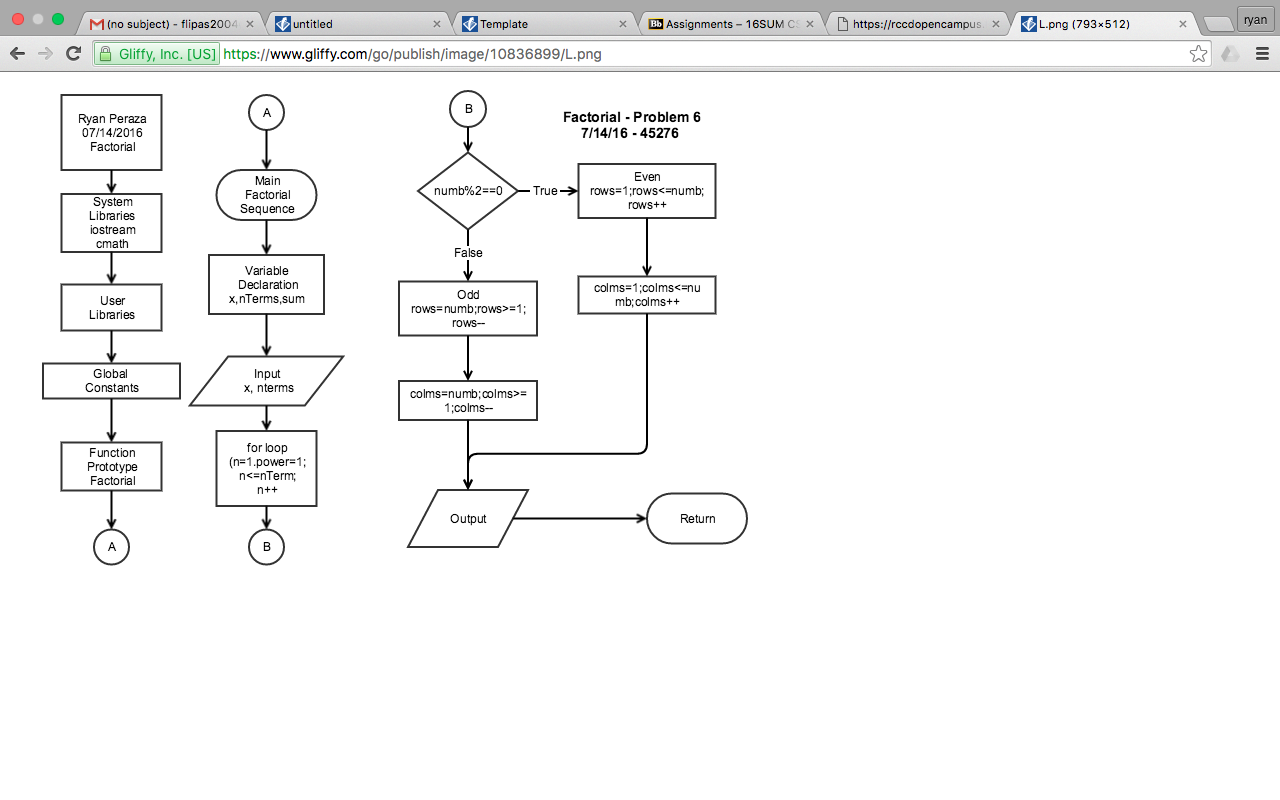 (no subject) - flipas2004
untitled
Template
Assignments – 16SUM CS
https://rccdopencampus.
L.png (793×512)
ryan
Gliffy, Inc. [US]
https://www.gliffy.com/go/publish/image/10836899/L.png
Ryan Peraza
07/14/2016
Factorial
System
Libraries
iostream
cmath
User
Libraries
Global
Constants
Function
Prototype
Factorial
A
A
Main
Factorial
Sequence
Variable
Declaration
x,nTerms,sum
Input
x, nterms
for loop
(n=1.power=1;
n<=nTerm;
n++
B
B
Factorial - Problem 6
7/14/16 - 45276
numb%2==0
True
Even
rows=1;rows<=numb;
rows++
False
Odd
rows=numb;rows>=1;
rows--
colms=1;colms<=nu
mb;colms++
colms=numb;colms>=
1;colms--
Output
Return